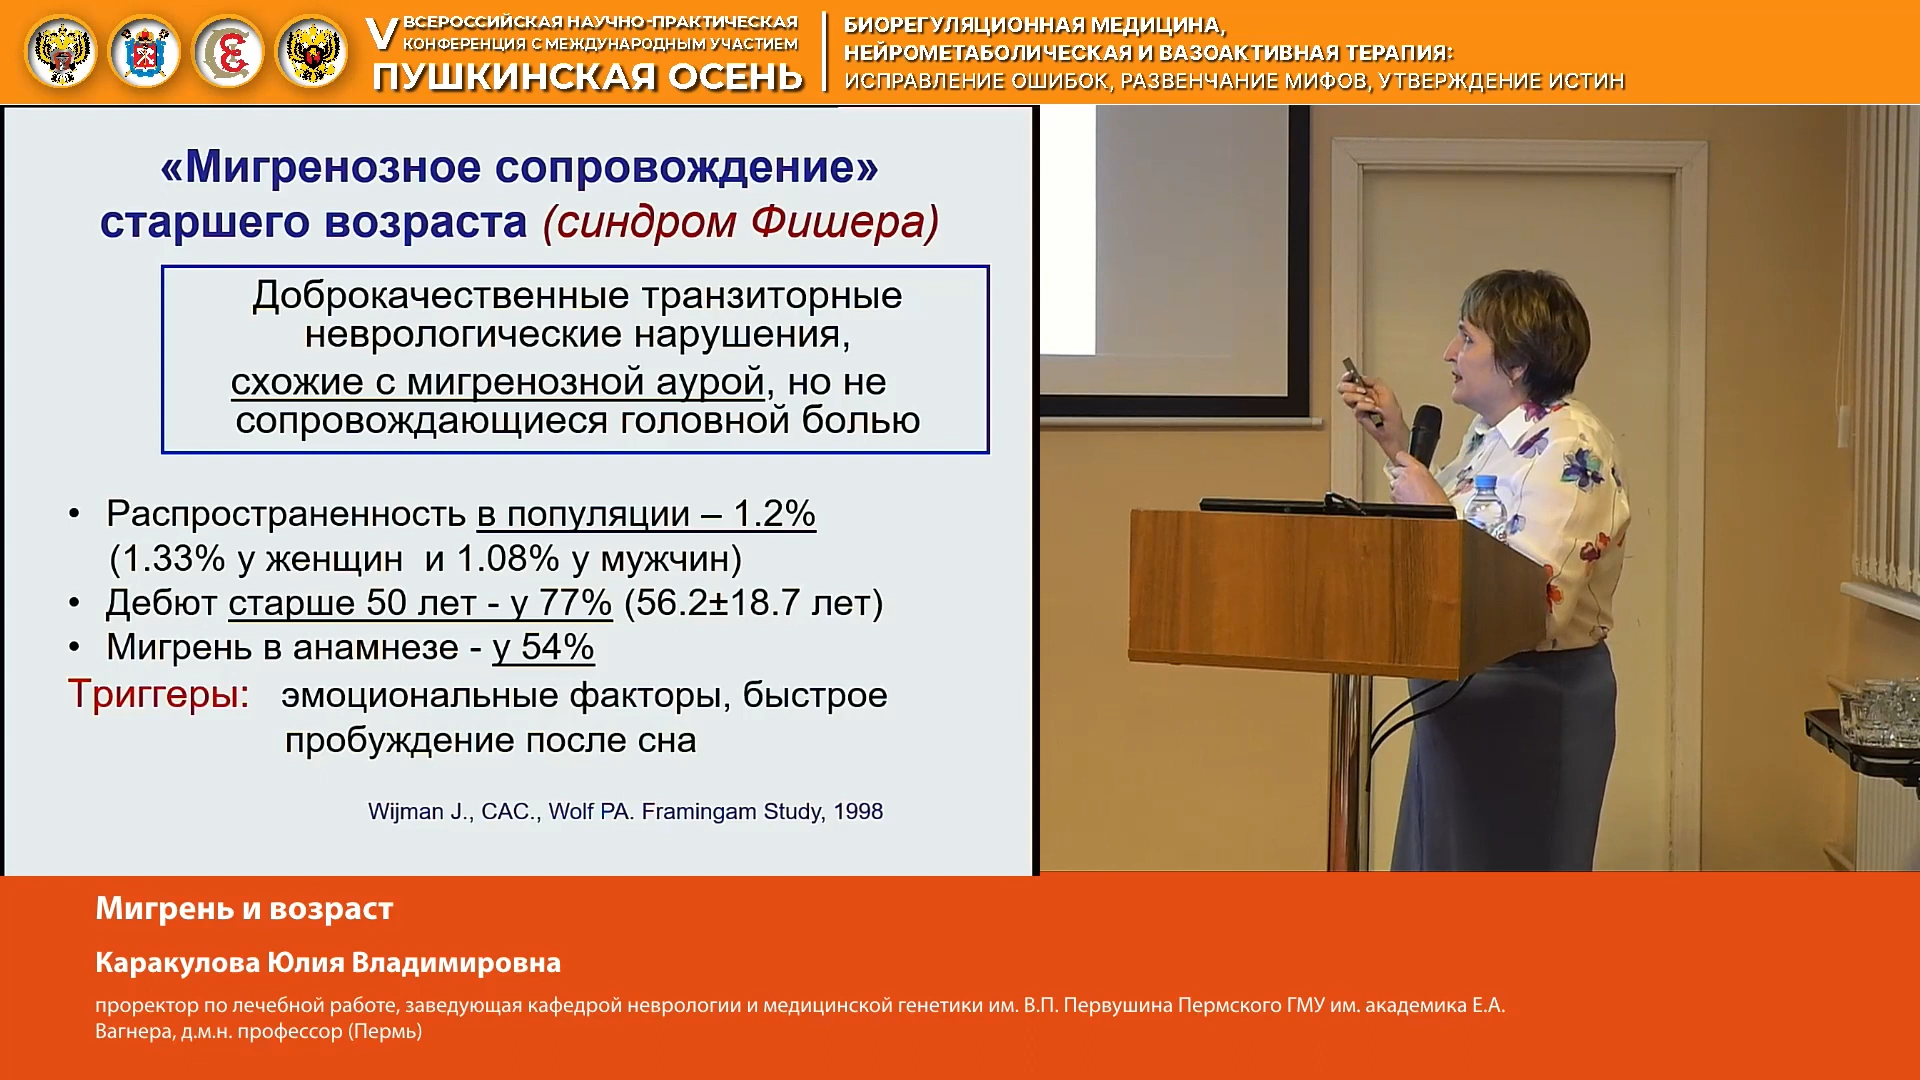 V ВСЕРОССИЙСКАЯ НАУЧНО-ПРАКТИЧЕСКАЯ
КОНФЕРЕНЦИЯ С МЕЖДУНАРОДНЫМ УЧАСТИЕМ
ПУШКИНСКАЯ ОСЕНЬ
БИОРЕГУЛЯЦИОННАЯ МЕДИЦИНА,
НЕЙРОМЕТАБОЛИЧЕСКАЯ И ВАЗОАКТИВНАЯ ТЕРАПИЯ:
ИСПРАВЛЕНИЕ ОШИБОК, РАЗВЕНЧАНИЕ МИФОВ, УТВЕРЖДЕНИЕ ИСТИН
«Мигренозное сопровождение»
старшего возраста (синдром Фишера)
Доброкачественные транзиторные
неврологические нарушения,
схожие с мигренозной аурой, но не
сопровождающиеся головной болью
• Распространенность в популяции – 1.2%
(1.33% у женщин и 1.08% у мужчин)
• Дебют старше 50 лет - у 77% (56.2±18.7 лет)
• Мигрень в анамнезе - у 54%
Триггеры: эмоциональные факторы, быстрое
пробуждение после сна
Wijman J., CAC., Wolf PA. Framingam Study, 1998
Мигрень и возраст
Каракулова Юлия Владимировна
проректор по лечебной работе, заведующая кафедрой неврологии и медицинской генетики им. В.П. Первушина Пермского ГМУ им. академика Е.А.
Вагнера, д.м.н. профессор (Пермь)